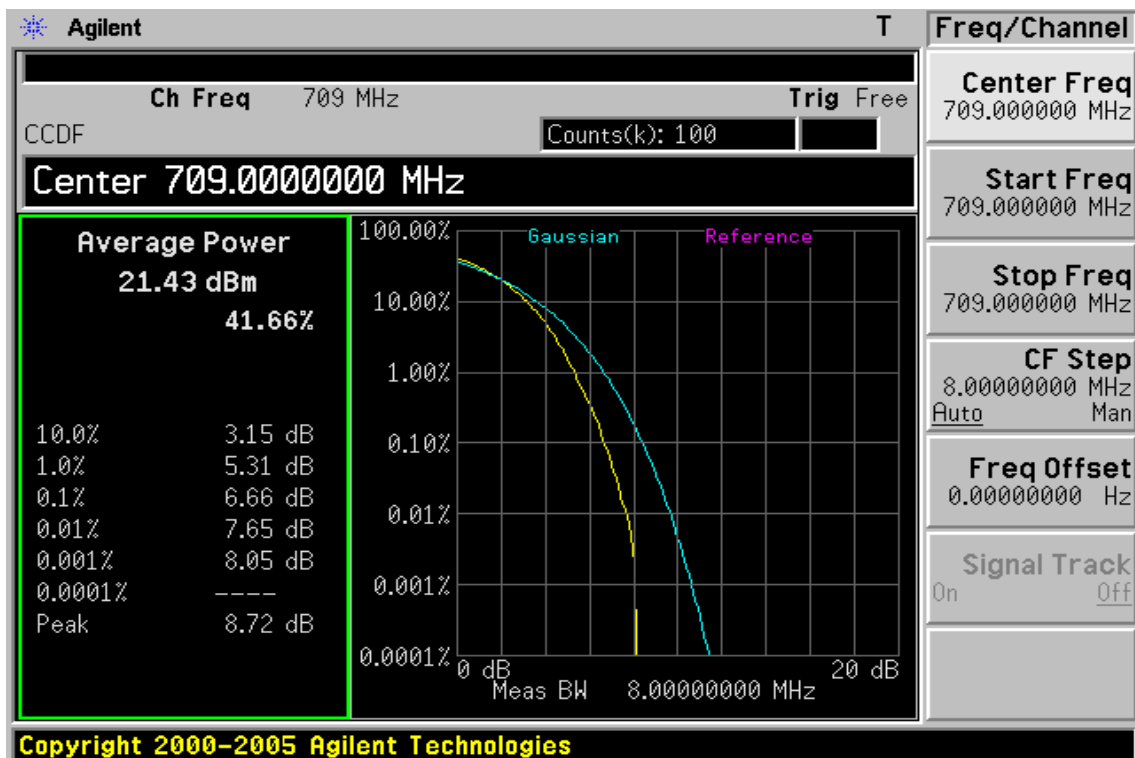 Agilent T
Ch Freq 709 MHz Trig Free
CCDF Counts(k): 100
Center 709.0000000 MHz
Average Power
21.43 dBm
41.66%
10.0% 3.15 dB
1.0% 5.31 dB
0.1% 6.66 dB
0.01% 7.65 dB
0.001% 8.05 dB
0.0001% ----
Peak 8.72 dB
Gaussian Reference
100.00%
10.00%
1.00%
0.10%
0.01%
0.001%
0.0001%
0 dB 20 dB
Meas BW 8.00000000 MHz
Freq/Channel
Center Freq
709.000000 MHz
Start Freq
709.000000 MHz
Stop Freq
709.000000 MHz
CF Step
8.00000000 MHz
Auto Man
Freq Offset
0.00000000 Hz
Signal Track
On Off
Copyright 2000-2005 Agilent Technologies